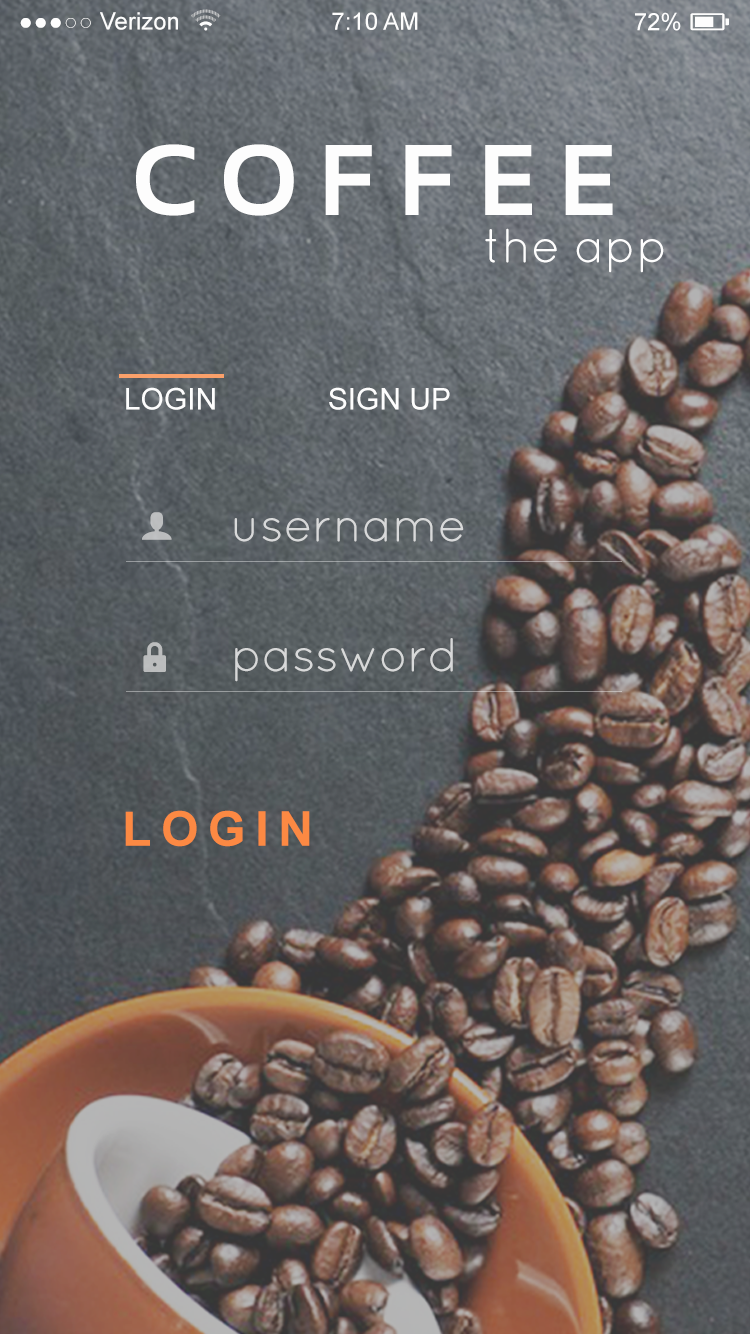 Verizon 7:10 AM 72%
COFFEE
the app
LOGIN SIGN UP
username
password
LOGIN